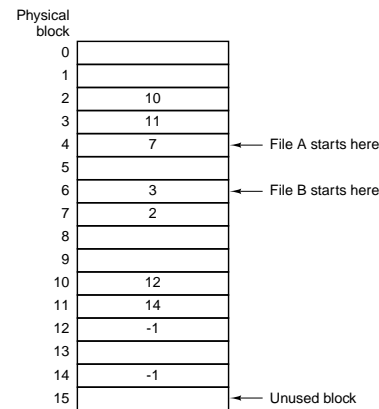 Physical
block
0
1
2 10
3 11
4 7 File A starts here
5
6 3 File B starts here
7 2
8
9
10 12
11 14
12 -1
13
14 -1
15 Unused block